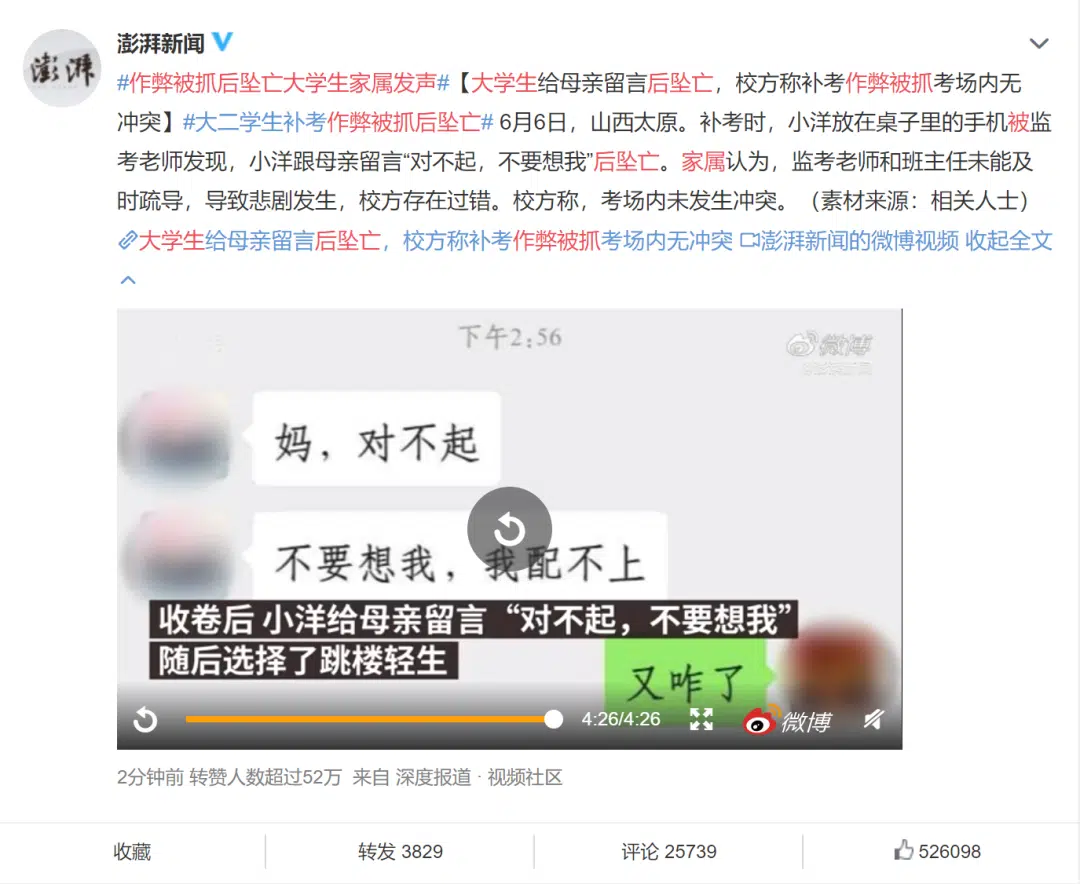 澎湃
澎湃新闻
#作弊被抓后坠亡大学生家属发声#【大学生给母亲留言后坠亡，校方称补考作弊被抓考场内无
冲突】#大二学生补考作弊被抓后坠亡# 6月6日，山西太原。补考时，小洋放在桌子里的手机被监
考老师发现，小洋跟母亲留言“对不起，不要想我”后坠亡。家属认为，监考老师和班主任未能及
时疏导，导致悲剧发生，校方存在过错。校方称，考场内未发生冲突。（素材来源：相关人士）
大学生给母亲留言后坠亡，校方称补考作弊被抓考场内无冲突 澎湃新闻的微博视频 收起全文
下午2:56
微博
妈，对不起
不要想我，我配不上
收卷后 小洋给母亲留言“对不起，不要想我”
随后选择了跳楼轻生
又咋了
4:26/4:26
微博
2分钟前 转赞人数超过52万 来自 深度报道 · 视频社区
收藏
转发 3829
评论 25739
526098